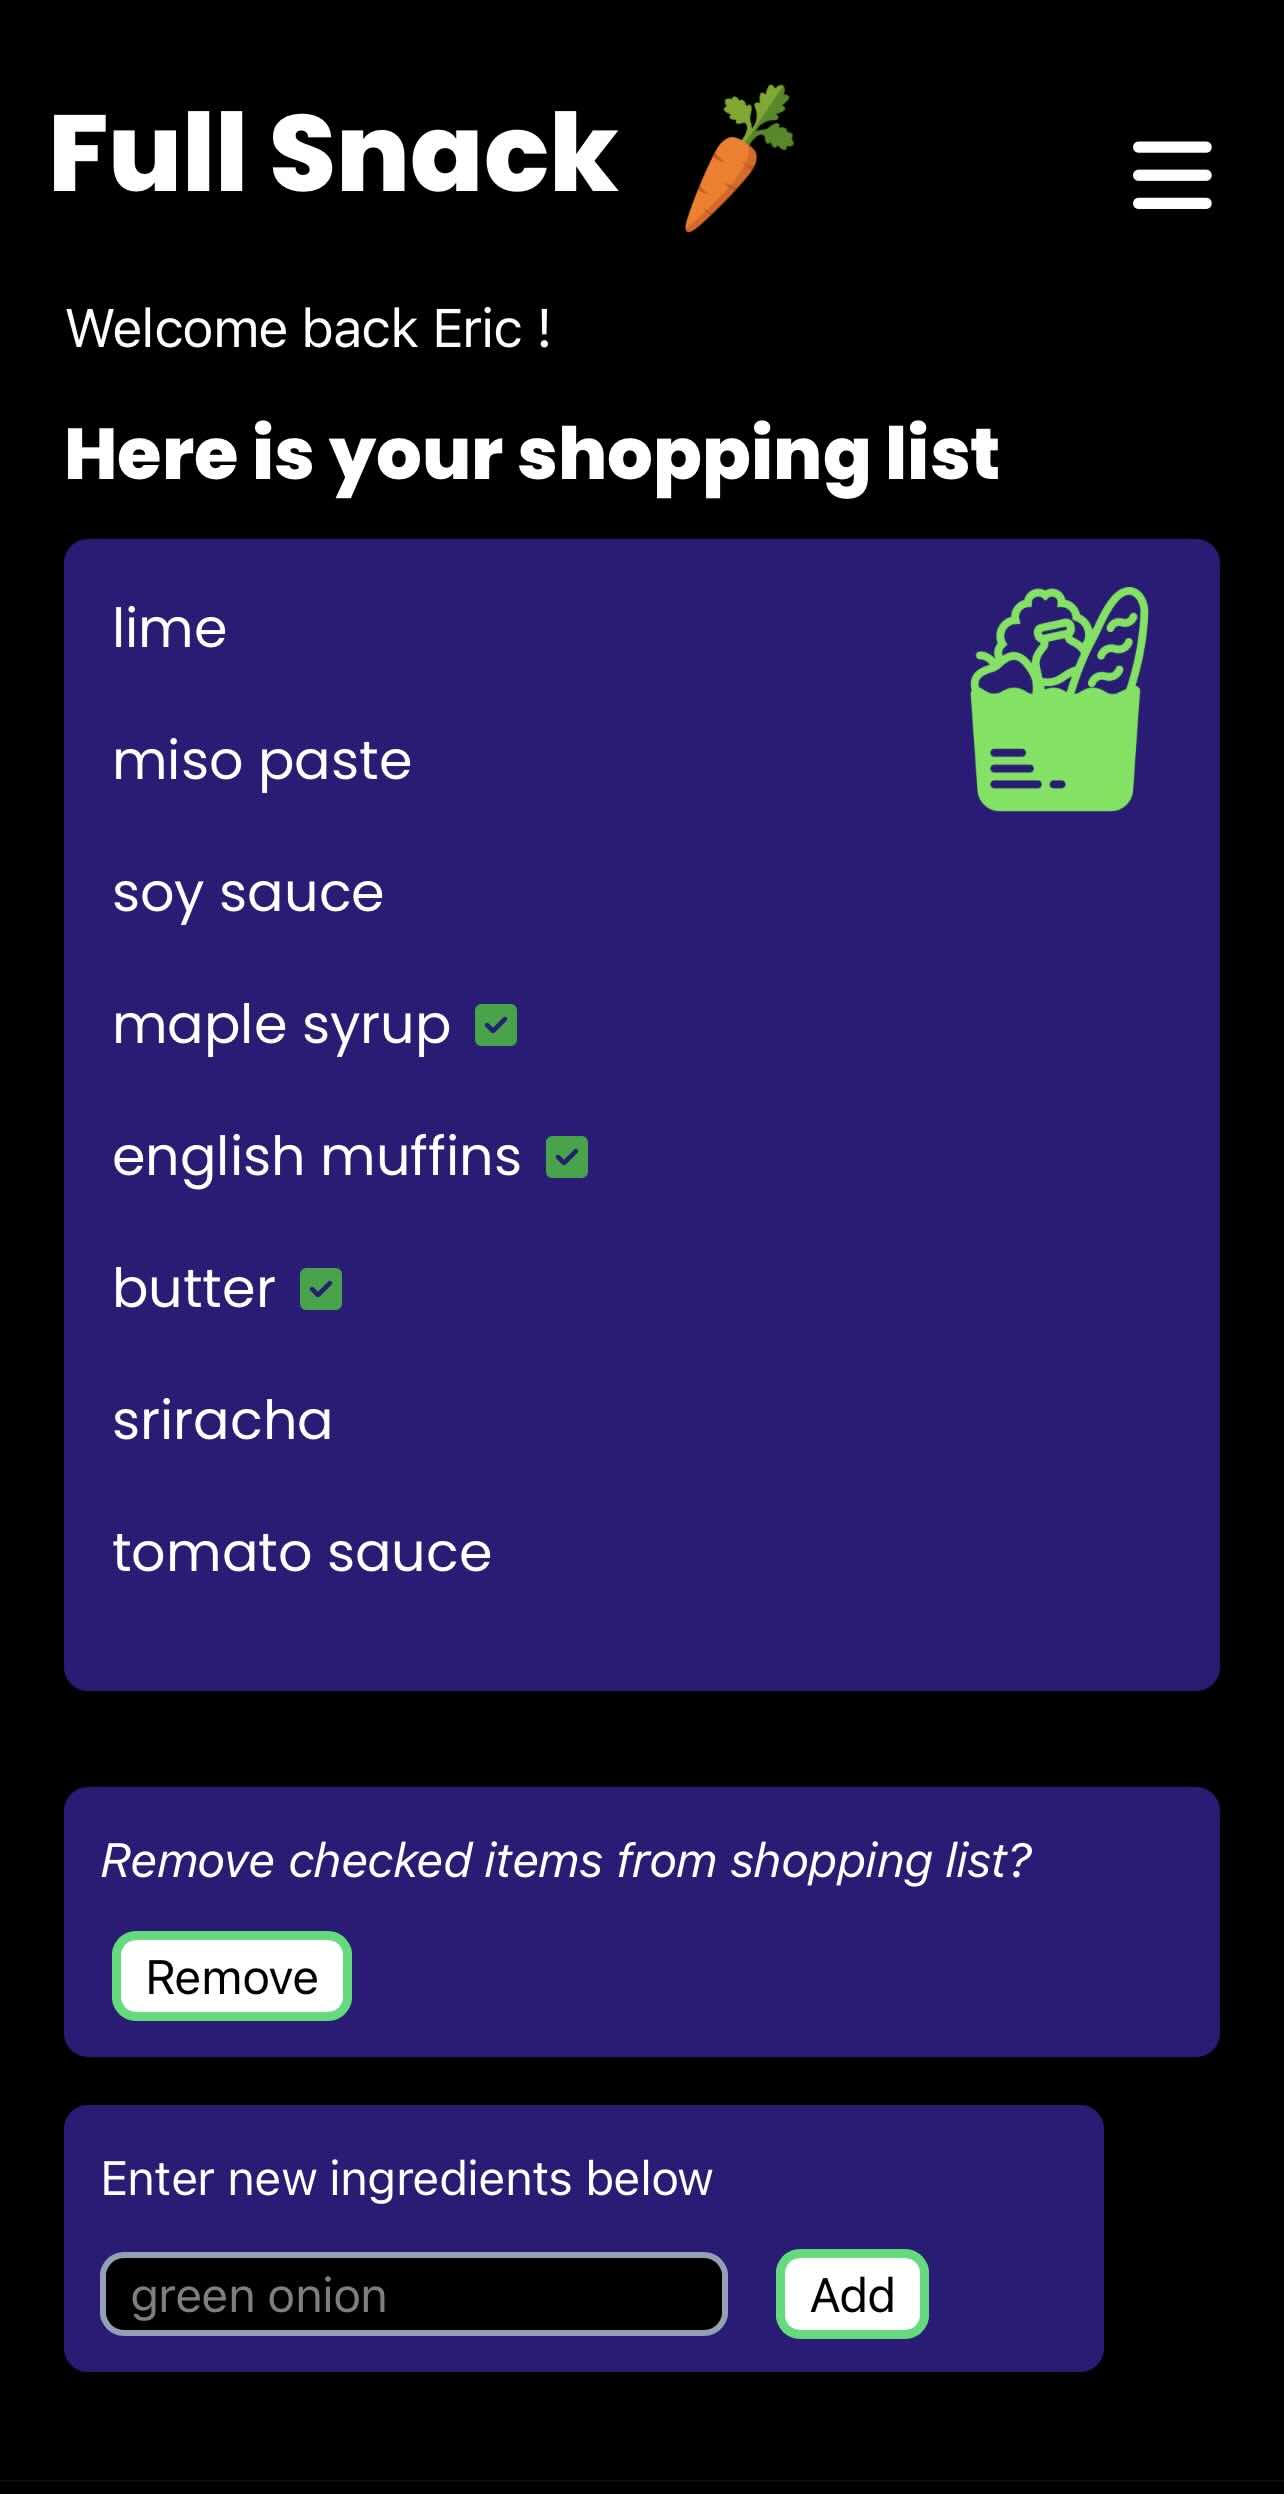 Full Snack
Welcome back Eric !
Here is your shopping list
lime
miso paste
soy sauce
maple syrup
english muffins
butter
sriracha
tomato sauce
Remove checked items from shopping list?
Remove
Enter new ingredients below
green onion
Add